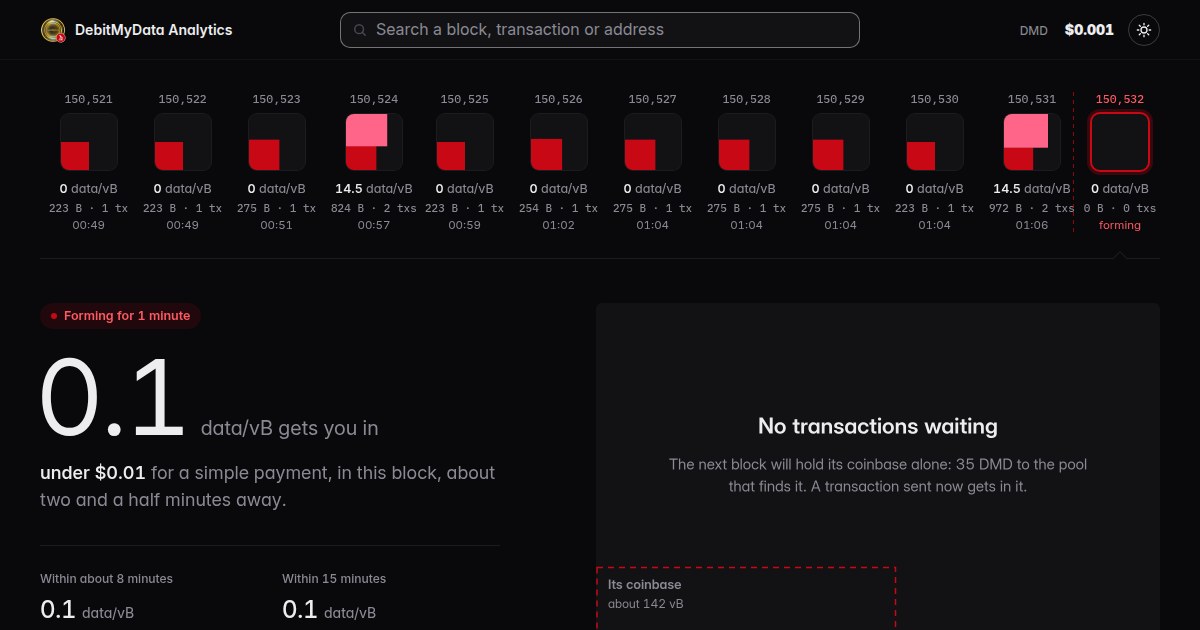 DebitMyData Analytics
Search a block, transaction or address
DMD $0.001
150,521 150,522 150,523 150,524 150,525 150,526 150,527 150,528 150,529 150,530 150,531 150,532
0 data/vB 0 data/vB 0 data/vB 14.5 data/vB 0 data/vB 0 data/vB 0 data/vB 0 data/vB 0 data/vB 0 data/vB 14.5 data/vB 0 data/vB
223 B · 1 tx 223 B · 1 tx 275 B · 1 tx 824 B · 2 txs 223 B · 1 tx 254 B · 1 tx 275 B · 1 tx 275 B · 1 tx 275 B · 1 tx 223 B · 1 tx 972 B · 2 txs 0 B · 0 txs
00:49 00:49 00:51 00:57 00:59 01:02 01:04 01:04 01:04 01:04 01:06 forming
Forming for 1 minute
0.1 data/vB gets you in
under $0.01 for a simple payment, in this block, about
two and a half minutes away.
Within about 8 minutes
0.1 data/vB
Within 15 minutes
0.1 data/vB
No transactions waiting
The next block will hold its coinbase alone: 35 DMD to the pool
that finds it. A transaction sent now gets in it.
Its coinbase
about 142 vB